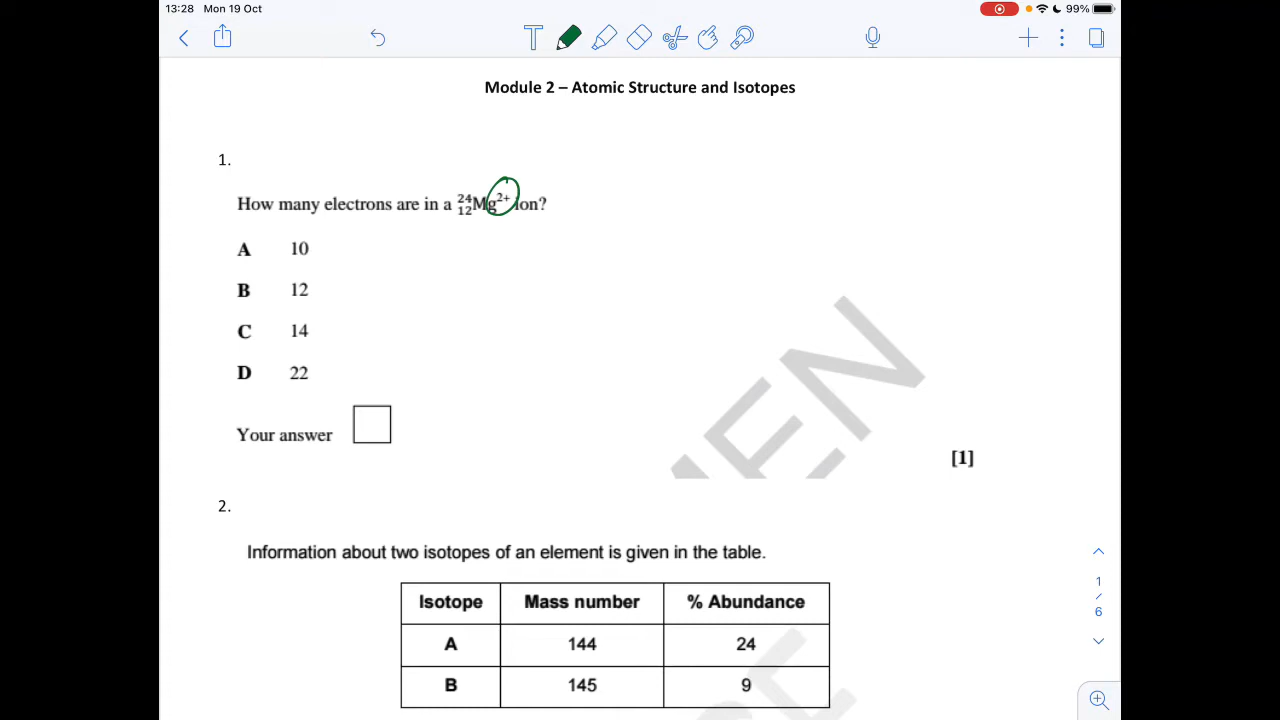 13:28 Mon 19 Oct
99%
T
Module 2 – Atomic Structure and Isotopes
1.
How many electrons are in a ²⁴₁₂Mg²⁺ ion?
A 10
B 12
C 14
D 22
Your answer
[1]
2.
Information about two isotopes of an element is given in the table.
Isotope Mass number % Abundance
A 144 24
B 145 9
1
/
6